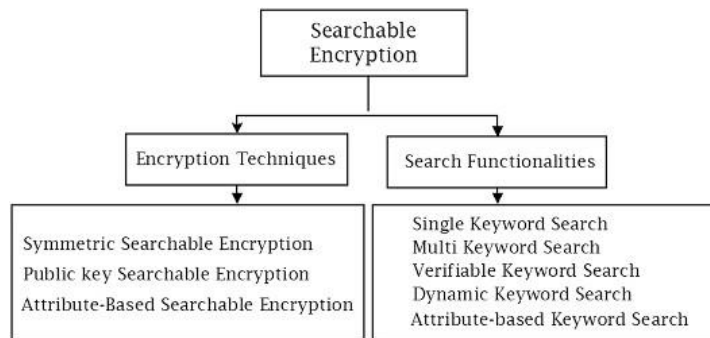 Searchable
Encryption
Encryption Techniques
Search Functionalities
Symmetric Searchable Encryption
Public key Searchable Encryption
Attribute-Based Searchable Encryption
Single Keyword Search
Multi Keyword Search
Verifiable Keyword Search
Dynamic Keyword Search
Attribute-based Keyword Search